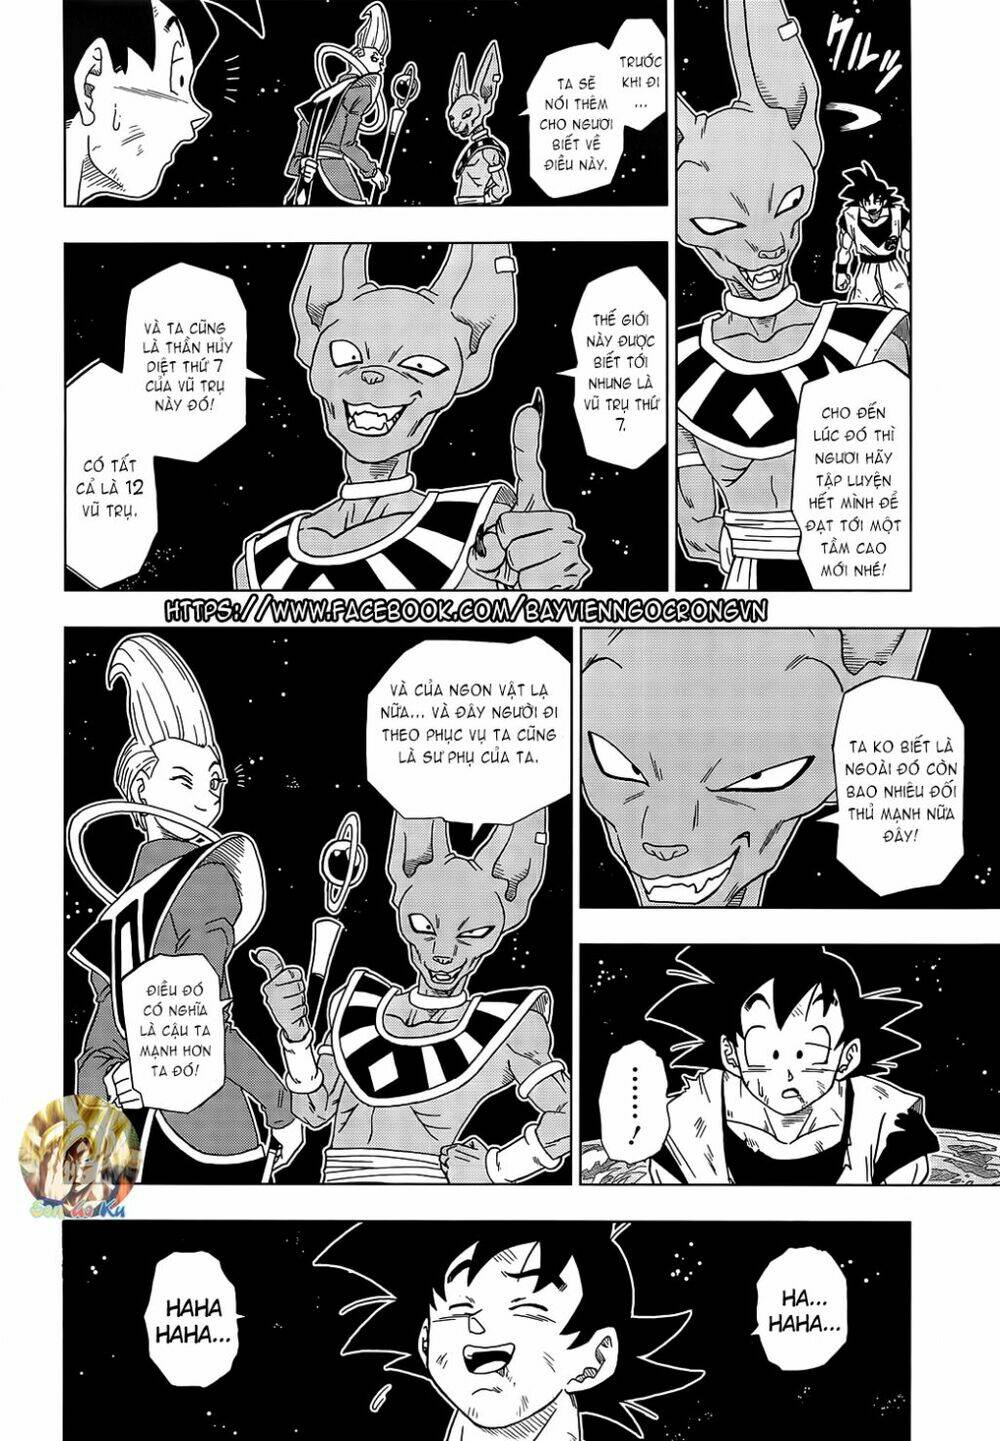 TRƯỚC
KHI ĐI
...
TA SẼ
NÓI THÊM
CHO NGƯƠI
BIẾT VỀ
ĐIỀU NÀY.
グルッ
CHO ĐẾN
LÚC ĐÓ THÌ
NGƯƠI HÃY
TẬP LUYỆN
HẾT MÌNH ĐỂ
ĐẠT TỚI MỘT
TẦM CAO
MỚI NHÉ!
THẾ GIỚI
NÀY ĐƯỢC
BIẾT TỚI
NHƯNG LÀ
VŨ TRỤ THỨ
7.
VÀ TA CŨNG
LÀ THẦN HỦY
DIỆT THỨ 7
CỦA VŨ TRỤ
NÀY ĐÓ!
CÓ TẤT
CẢ LÀ 12
VŨ TRỤ.
HTTPS://WWW.FACEBOOK.COM/BAYVIENNGOCRONGVN
TA KO BIẾT LÀ
NGOÀI ĐÓ CÒN
BAO NHIÊU ĐỐI
THỦ MẠNH NỮA
ĐÂY!
VÀ CỦA NGON VẬT LẠ
NỮA... VÀ ĐÂY NGƯỜI ĐI
THEO PHỤC VỤ TA CŨNG
LÀ SƯ PHỤ CỦA TA.
ĐIỀU ĐÓ
CÓ NGHĨA
LÀ CẬU TA
MẠNH HƠN
TA ĐÓ!
......!
Son Go Ku
HA...
HAHA...
HAHA
HAHA...